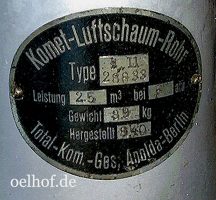 Komet-Luftschaum-Rohr
Type
Leistung 2.5 m³ bei
Gewicht kg
Hergestellt 940
Total-Kom.-Ges, Apolda-Berlin
oelhof.de